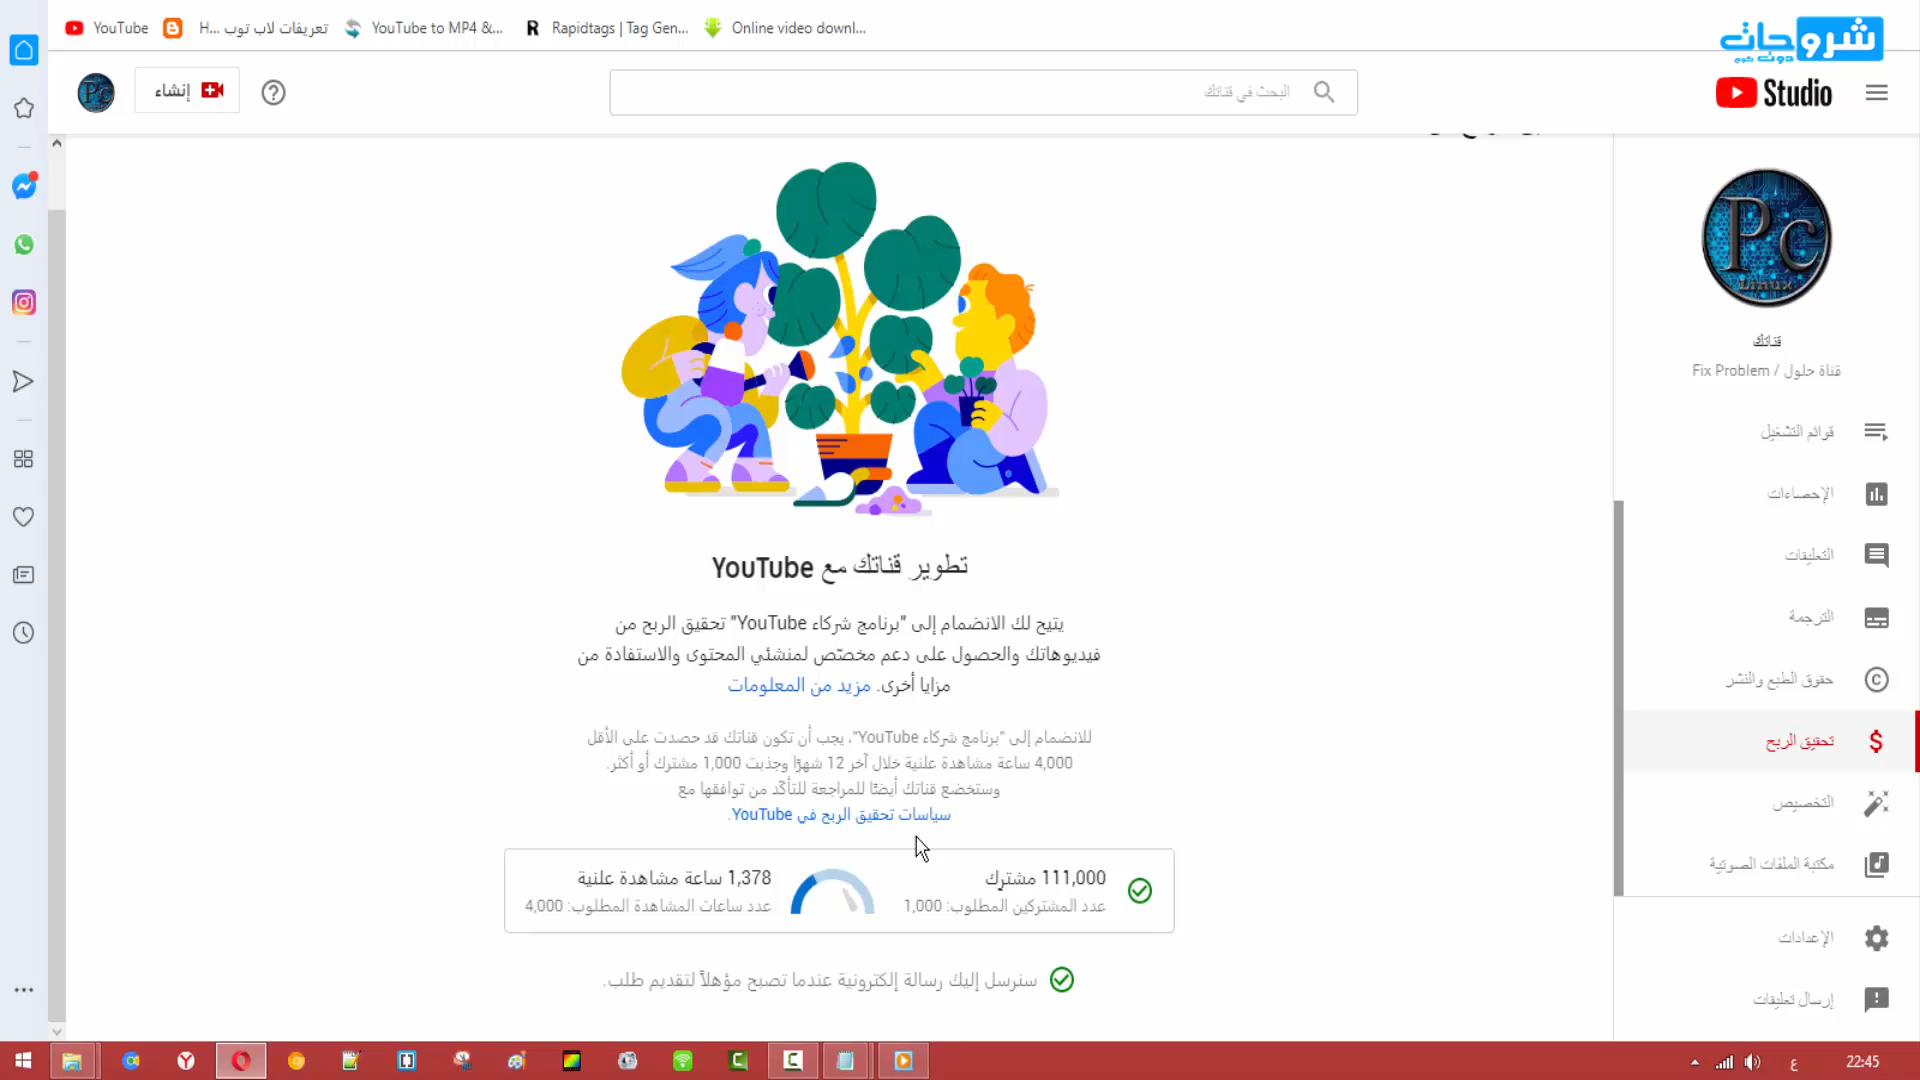 YouTube
تعريفات لاب توب ...H
YouTube to MP4 &...
Rapidtags | Tag Gen...
Online video downl...
شروحات
دوت كوم
Studio
البحث في قناتك
إنشاء
Pc
Pc
Linux
قناتك
قناة حلول / Fix Problem
قوائم التشغيل
الإحصاءات
التعليقات
الترجمة
حقوق الطبع والنشر
تحقيق الربح
التخصيص
مكتبة الملفات الصوتية
الإعدادات
إرسال تعليقات
تطوير قناتك مع YouTube
يتيح لك الانضمام إلى "برنامج شركاء YouTube" تحقيق الربح من
فيديوهاتك والحصول على دعم مخصّص لمنشئي المحتوى والاستفادة من
مزايا أخرى. مزيد من المعلومات
للانضمام إلى "برنامج شركاء YouTube"، يجب أن تكون قناتك قد حصدت على الأقل
4,000 ساعة مشاهدة علنية خلال آخر 12 شهرًا وجذبت 1,000 مشترك أو أكثر.
وستخضع قناتك أيضًا للمراجعة للتأكّد من توافقها مع
سياسات تحقيق الربح في YouTube.
111,000 مشترك
عدد المشتركين المطلوب: 1,000
1,378 ساعة مشاهدة علنية
عدد ساعات المشاهدة المطلوب: 4,000
سنرسل إليك رسالة إلكترونية عندما تصبح مؤهلاً لتقديم طلب.
ع
22:45